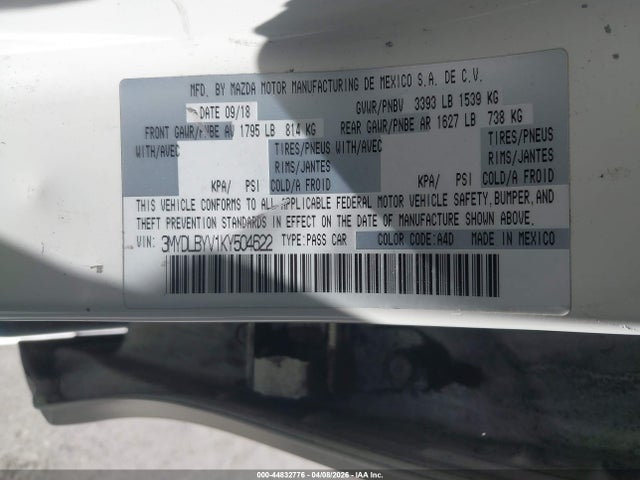 MFD. BY MAZDA MOTOR MANUFACTURING DE MEXICO S.A. DE C.V.
DATE 09/18 GVWR/PNBV 3393 LB 1539 KG
FRONT GAWR/PNBE AV 1795 LB 814 KG REAR GAWR/PNBE AR 1627 LB 738 KG
WITH/AVEC TIRES/PNEUS WITH/AVEC TIRES/PNEUS
RIMS/JANTES RIMS/JANTES
KPA/ PSI COLD/A FROID KPA/ PSI COLD/A FROID
THIS VEHICLE CONFORMS TO ALL APPLICABLE FEDERAL MOTOR VEHICLE SAFETY, BUMPER, AND
THEFT PREVENTION STANDARDS IN EFFECT ON THE DATE OF MANUFACTURE SHOWN ABOVE.
VIN: 3MYDLBYV1KY504622 TYPE:PASS CAR COLOR CODE:A4D MADE IN MEXICO
000-44832776 - 04/08/2026 - IAA Inc.